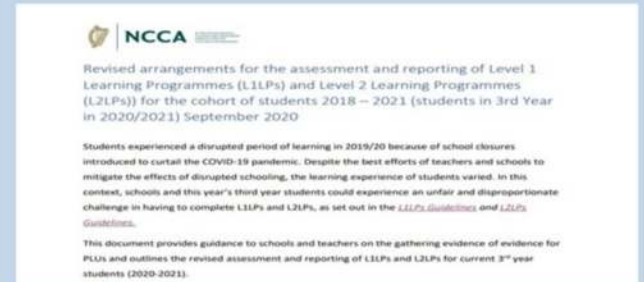 NCCA
Revised arrangements for the assessment and reporting of Level 1
Learning Programmes (L1LPs) and Level 2 Learning Programmes
(L2LPs)) for the cohort of students 2018 – 2021 (students in 3rd Year
in 2020/2021) September 2020
Students experienced a disrupted period of learning in 2019/20 because of school closures
introduced to curtail the COVID-19 pandemic. Despite the best efforts of teachers and schools to
mitigate the effects of disrupted schooling, the learning experience of students varied. In this
context, schools and this year's third year students could experience an unfair and disproportionate
challenge in having to complete L1LPs and L2LPs, as set out in the L1LPs Guidelines and L2LPs
Guidelines.
This document provides guidance to schools and teachers on the gathering evidence of evidence for
PLUs and outlines the revised assessment and reporting of L1LPs and L2LPs for current 3rd year
students (2020-2021).